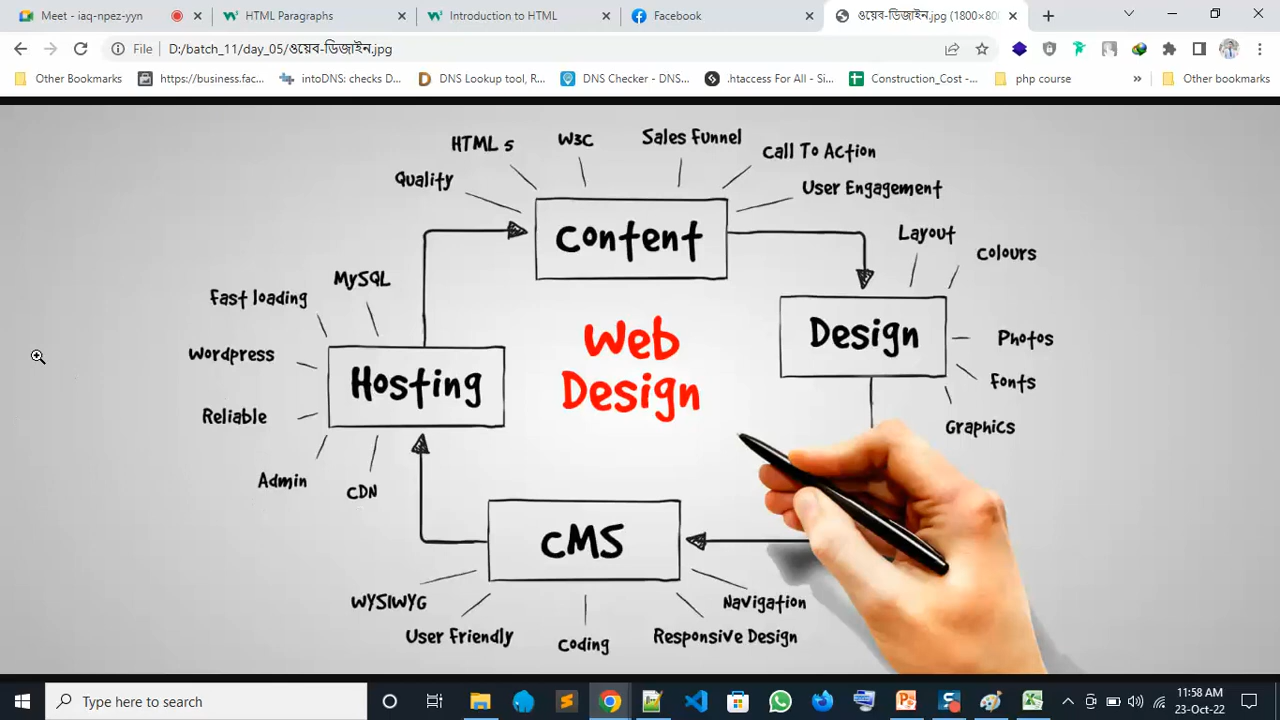 Meet - iaq-npez-yyn
HTML Paragraphs
Introduction to HTML
Facebook
ওয়েব-ডিজাইন.jpg (1800×80
File D:/batch_11/day_05/ওয়েব-ডিজাইন.jpg
Other Bookmarks
https://business.fac...
intoDNS: checks D...
DNS Lookup tool, R...
DNS Checker - DNS...
.htaccess For All - Si...
Construction_Cost -...
php course
»
Other bookmarks
HTML 5
W3C
Sales Funnel
Call To Action
Quality
User Engagement
Content
Layout
Colours
MySQL
Fast loading
Design
Photos
Web
Design
Wordpress
Hosting
Fonts
Reliable
Graphics
Admin
CDN
CMS
WYSIWYG
Navigation
User Friendly
Coding
Responsive Design
Type here to search
11:58 AM
23-Oct-22